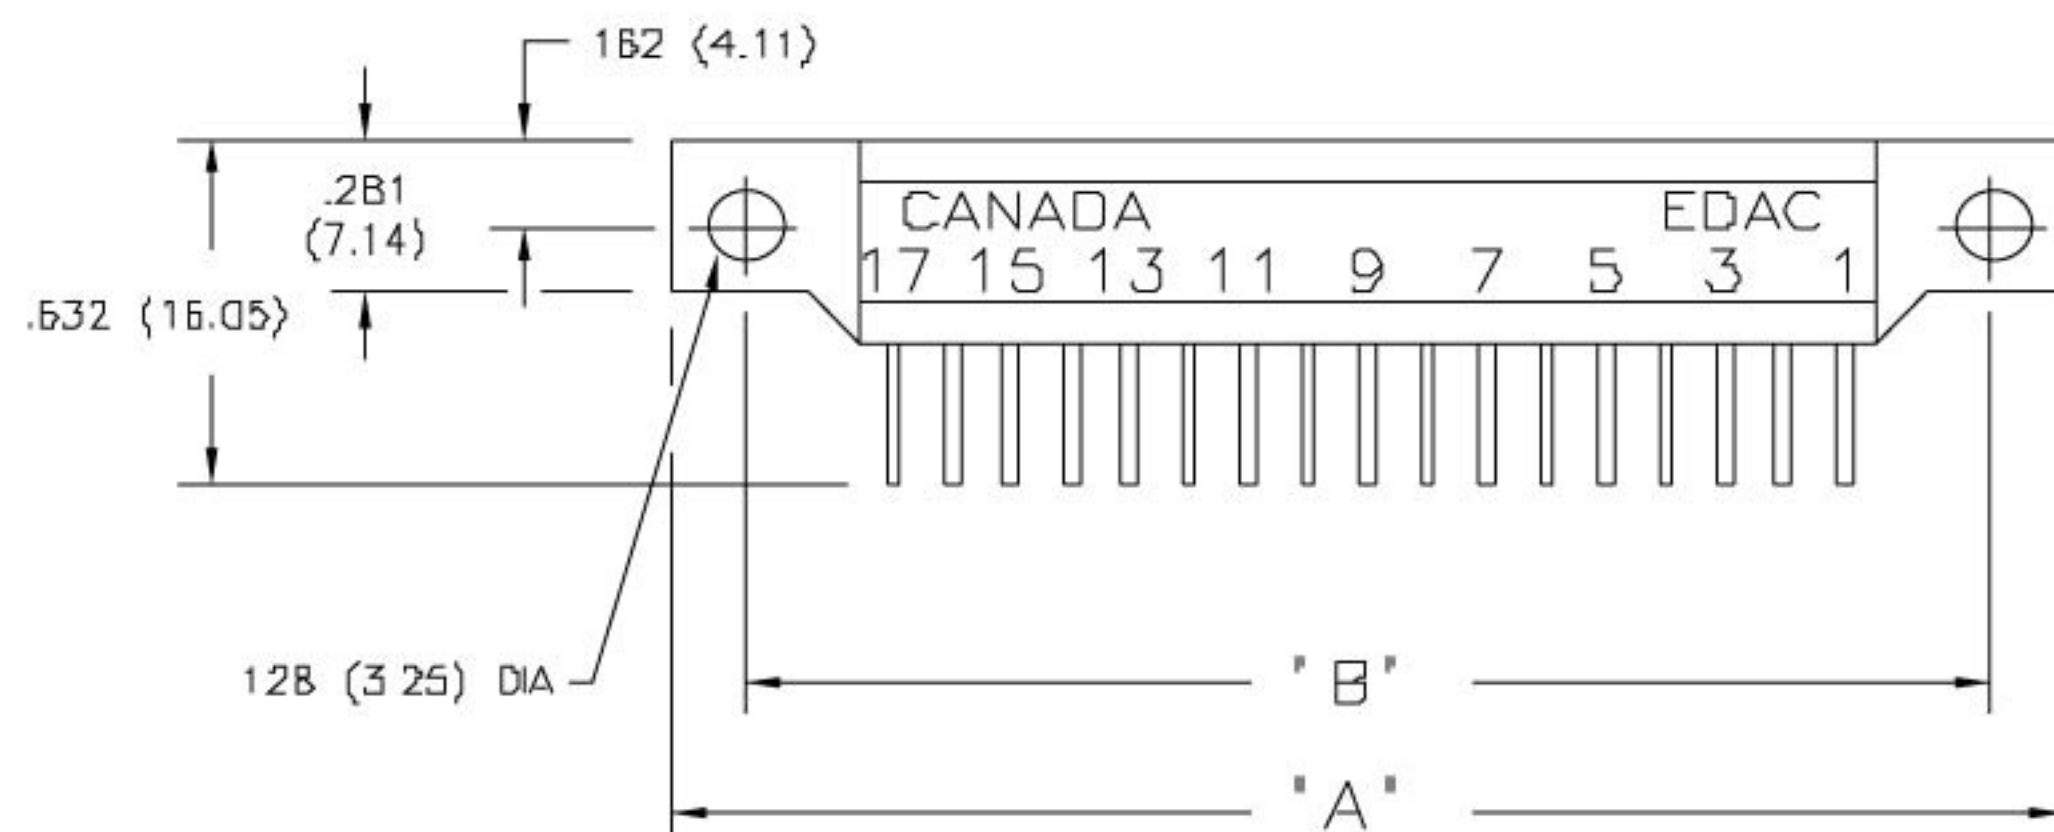 .162 (4.11)
.281
(7.14)
.632 (16.05)
CANADA EDAC
17 15 13 11 9 7 5 3 1
.128 (3.25) DIA
"B"
"A"